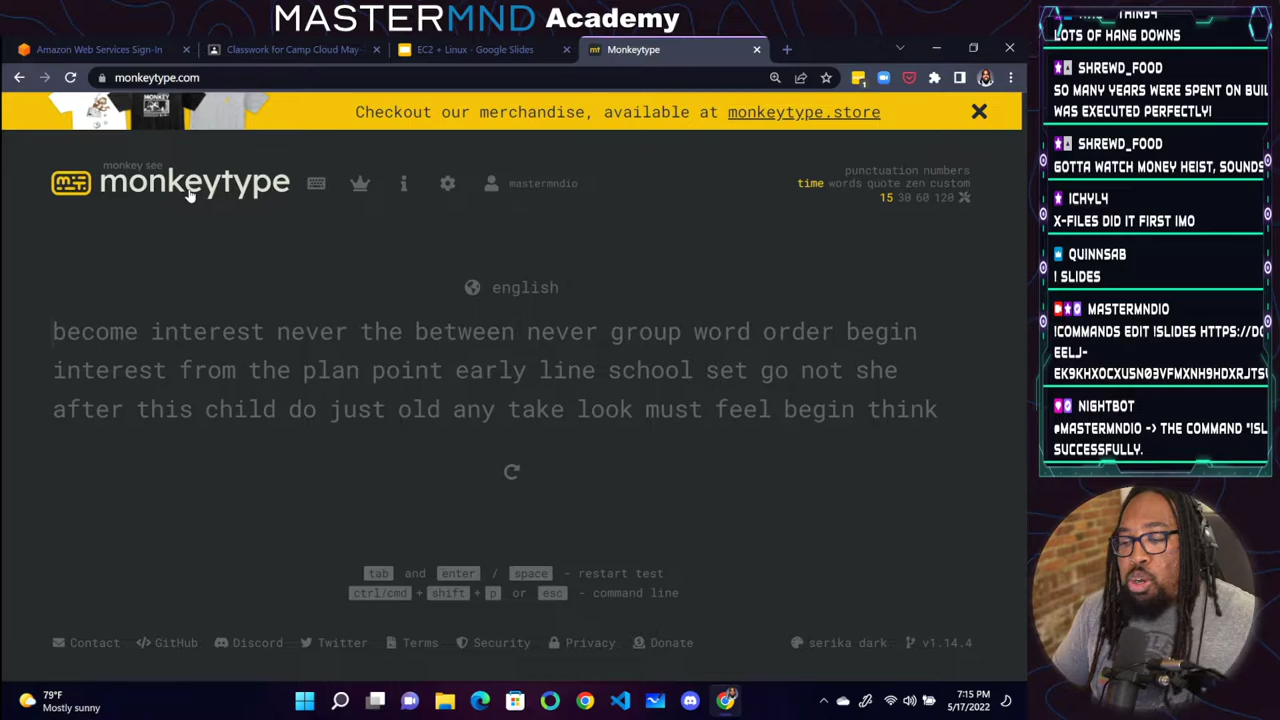 MASTERMND Academy
Amazon Web Services Sign-In
Classwork for Camp Cloud May
EC2 + Linux - Google Slides
Monkeytype
monkeytype.com
Checkout our merchandise, available at monkeytype.store
monkey see
monkeytype
mastermndio
punctuation numbers
time words quote zen custom
15 30 60 120
english
become interest never the between never group word order begin
interest from the plan point early line school set go not she
after this child do just old any take look must feel begin think
tab and enter / space - restart test
ctrl/cmd + shift + p or esc - command line
Contact
GitHub
Discord
Twitter
Terms
Security
Privacy
Donate
serika dark
v1.14.4
79°F
Mostly sunny
7:15 PM
5/17/2022
LOTS OF HANG DOWNS
SHREWD_FOOD
SO MANY YEARS WERE SPENT ON BUIL
WAS EXECUTED PERFECTLY!
SHREWD_FOOD
GOTTA WATCH MONEY HEIST, SOUNDS
ICHYL4
X-FILES DID IT FIRST IMO
QUINNSAB
! SLIDES
MASTERMNDIO
!COMMANDS EDIT !SLIDES HTTPS://DO
EELJ-
NIGHTBOT
@MASTERMNDIO -> THE COMMAND "!SL
SUCCESSFULLY.